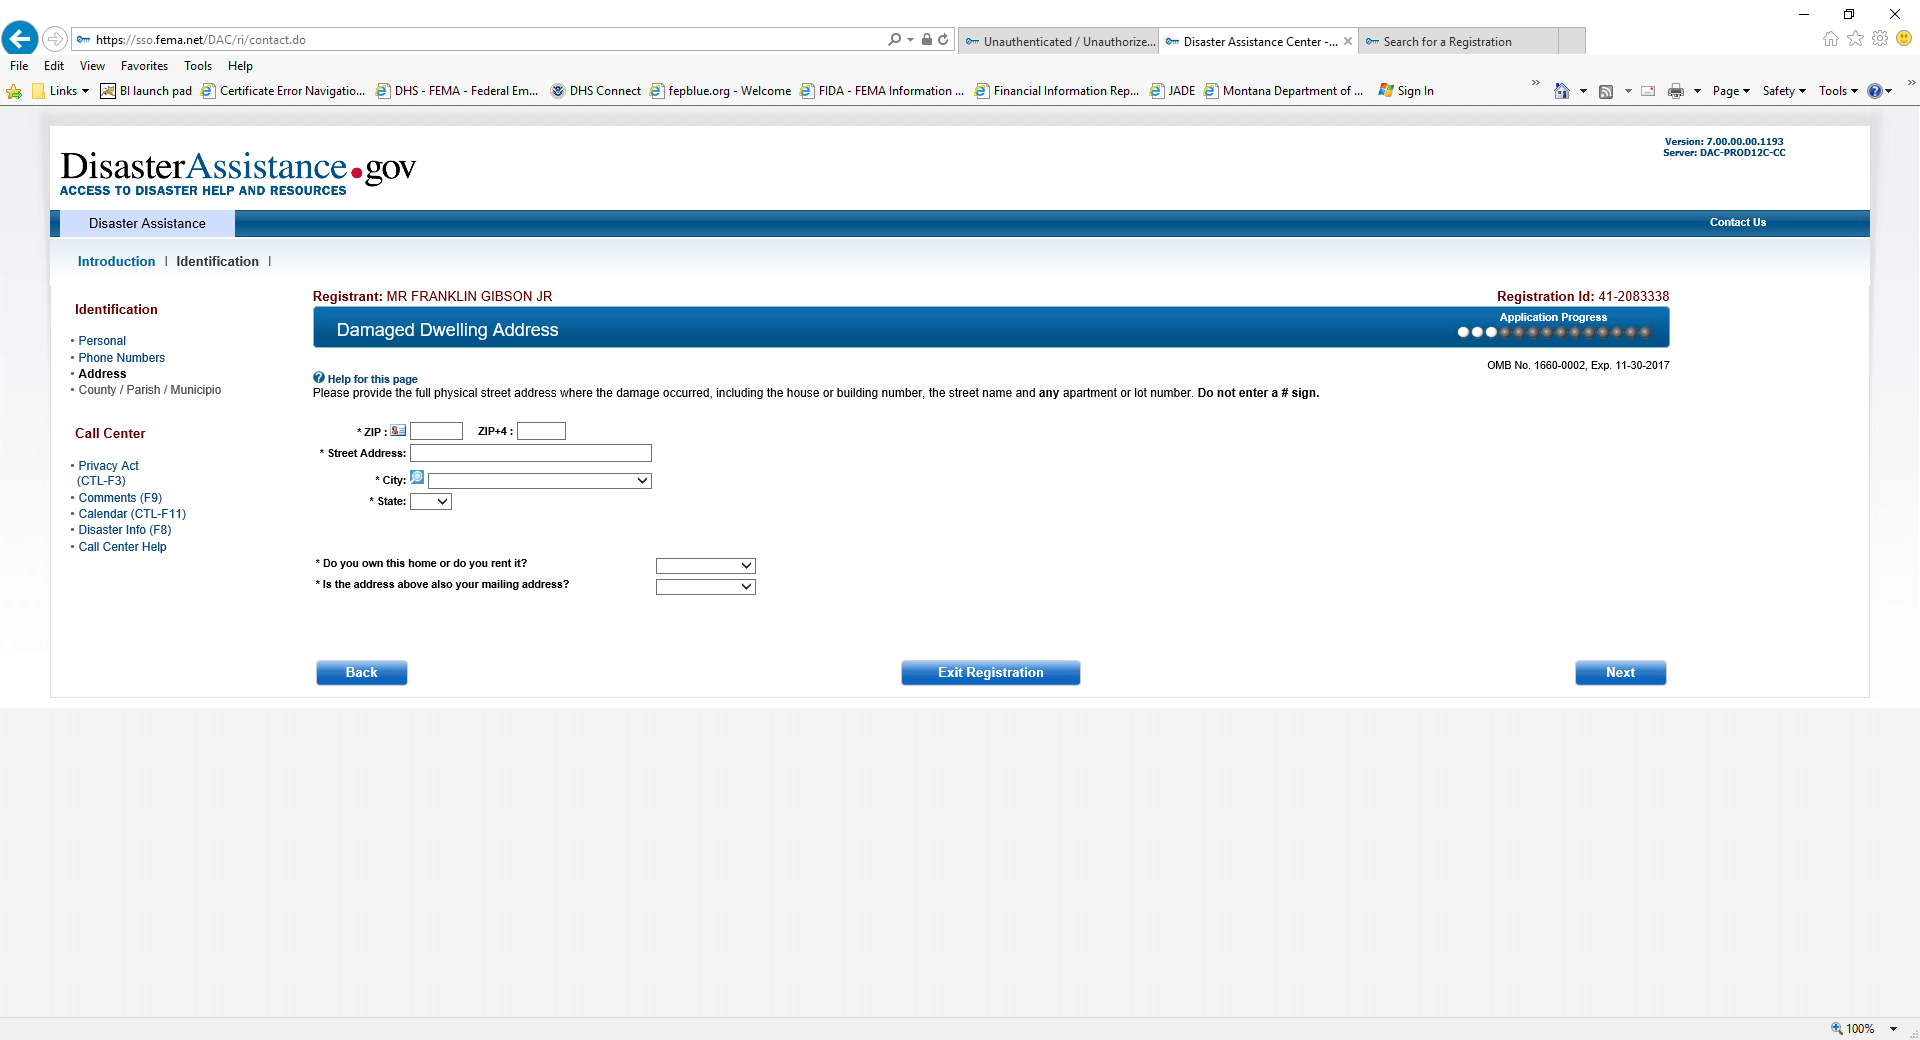 https://sso.fema.net/DAC/ri/contact.do
Unauthenticated / Unauthorize...
Disaster Assistance Center -...
Search for a Registration
File Edit View Favorites Tools Help
Links BI launch pad Certificate Error Navigatio... DHS - FEMA - Federal Em... DHS Connect fepblue.org - Welcome FIDA - FEMA Information ... Financial Information Rep... JADE Montana Department of ... Sign In Page Safety Tools
Version: 7.00.00.00.1193
Server: DAC-PROD12C-CC
DisasterAssistance.gov
ACCESS TO DISASTER HELP AND RESOURCES
Disaster Assistance
Contact Us
Introduction | Identification |
Registrant: MR FRANKLIN GIBSON JR
Registration Id: 41-2083338
Identification
Personal
Phone Numbers
Address
County / Parish / Municipio
Call Center
Privacy Act
(CTL-F3)
Comments (F9)
Calendar (CTL-F11)
Disaster Info (F8)
Call Center Help
Damaged Dwelling Address
Application Progress
OMB No. 1660-0002, Exp. 11-30-2017
Help for this page
Please provide the full physical street address where the damage occurred, including the house or building number, the street name and any apartment or lot number. Do not enter a # sign.
* ZIP : ZIP+4 :
* Street Address:
* City:
* State:
* Do you own this home or do you rent it?
* Is the address above also your mailing address?
Back
Exit Registration
Next
100%